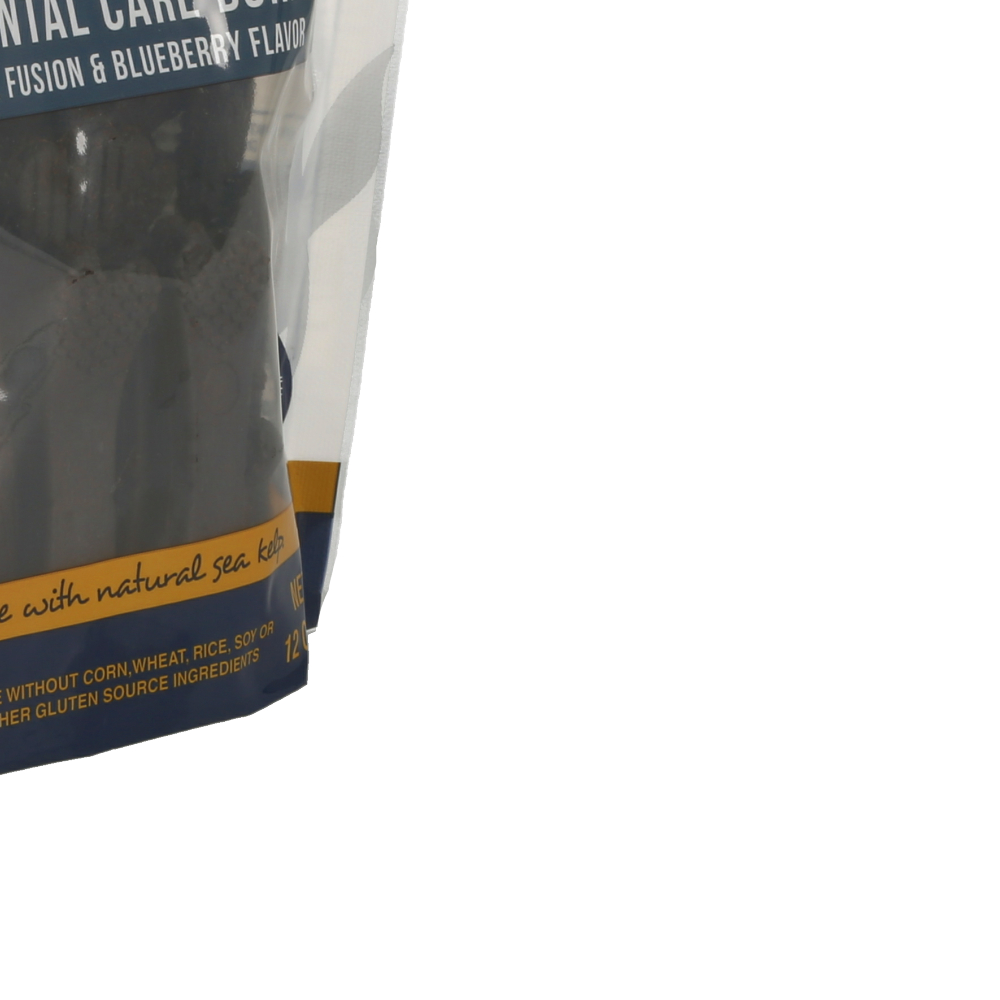 NTAL CARE
FUSION & BLUEBERRY FLAVOR
e with natural sea kelp
WITHOUT CORN, WHEAT, RICE, SOY OR
HER GLUTEN SOURCE INGREDIENTS
NE
12